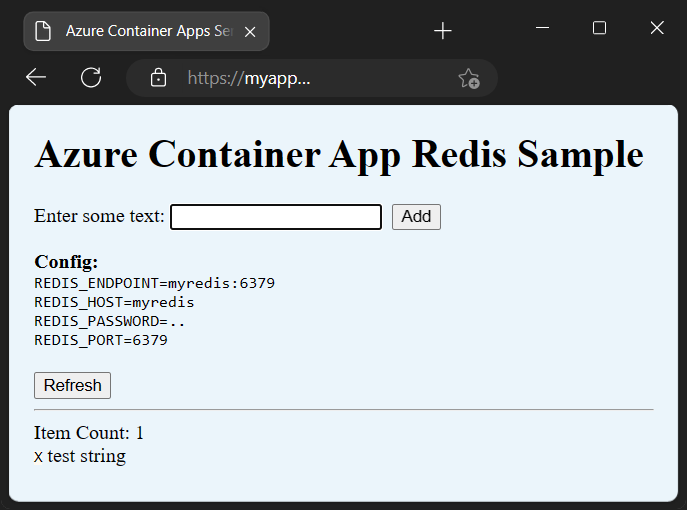 Azure Container Apps Ser
https://myapp...
Azure Container App Redis Sample
Enter some text: Add
Config:
REDIS_ENDPOINT=myredis:6379
REDIS_HOST=myredis
REDIS_PASSWORD=..
REDIS_PORT=6379
Refresh
Item Count: 1
X test string